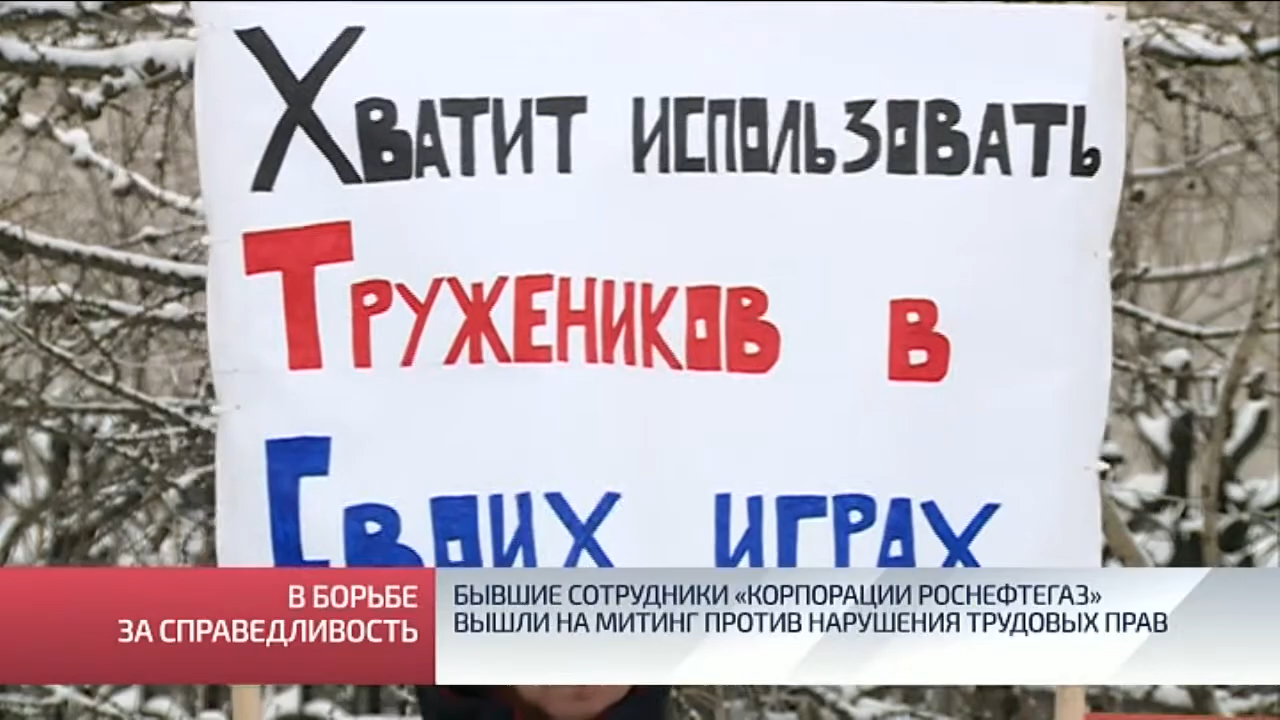 Хватит использовать
Тружеников в
Своих играх
В БОРЬБЕ
ЗА СПРАВЕДЛИВОСТЬ
БЫВШИЕ СОТРУДНИКИ «КОРПОРАЦИИ РОСНЕФТЕГАЗ»
ВЫШЛИ НА МИТИНГ ПРОТИВ НАРУШЕНИЯ ТРУДОВЫХ ПРАВ